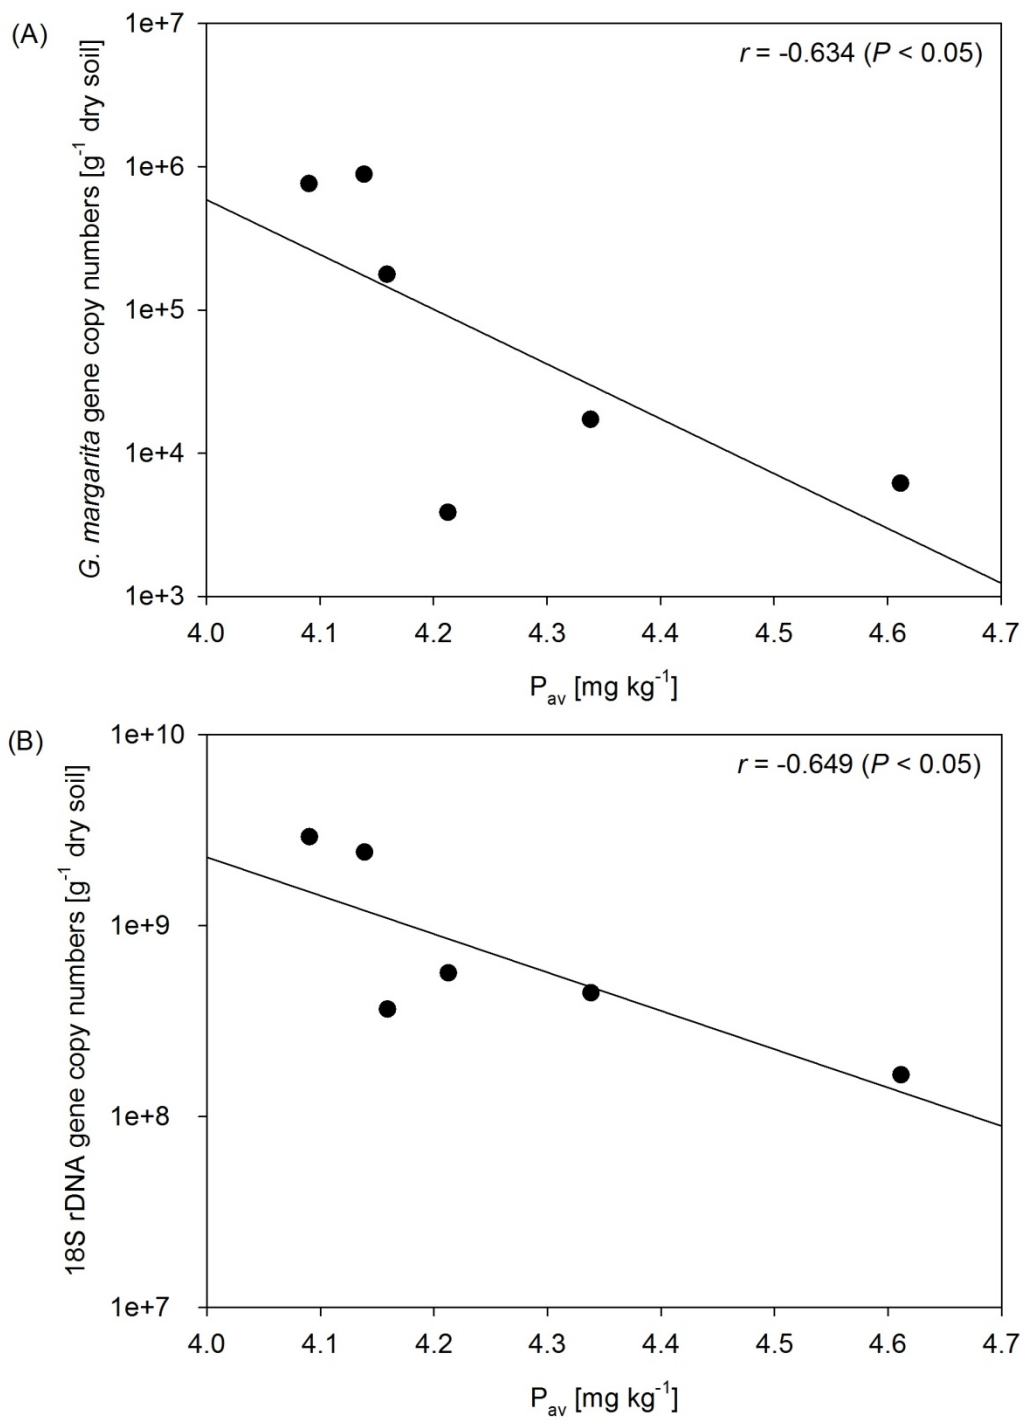 (A)
G. margarita gene copy numbers [g⁻¹ dry soil]
1e+7
1e+6
1e+5
1e+4
1e+3
r = -0.634 (P < 0.05)
4.0 4.1 4.2 4.3 4.4 4.5 4.6 4.7
Pav [mg kg⁻¹]
(B)
18S rDNA gene copy numbers [g⁻¹ dry soil]
1e+10
1e+9
1e+8
1e+7
r = -0.649 (P < 0.05)
4.0 4.1 4.2 4.3 4.4 4.5 4.6 4.7
Pav [mg kg⁻¹]